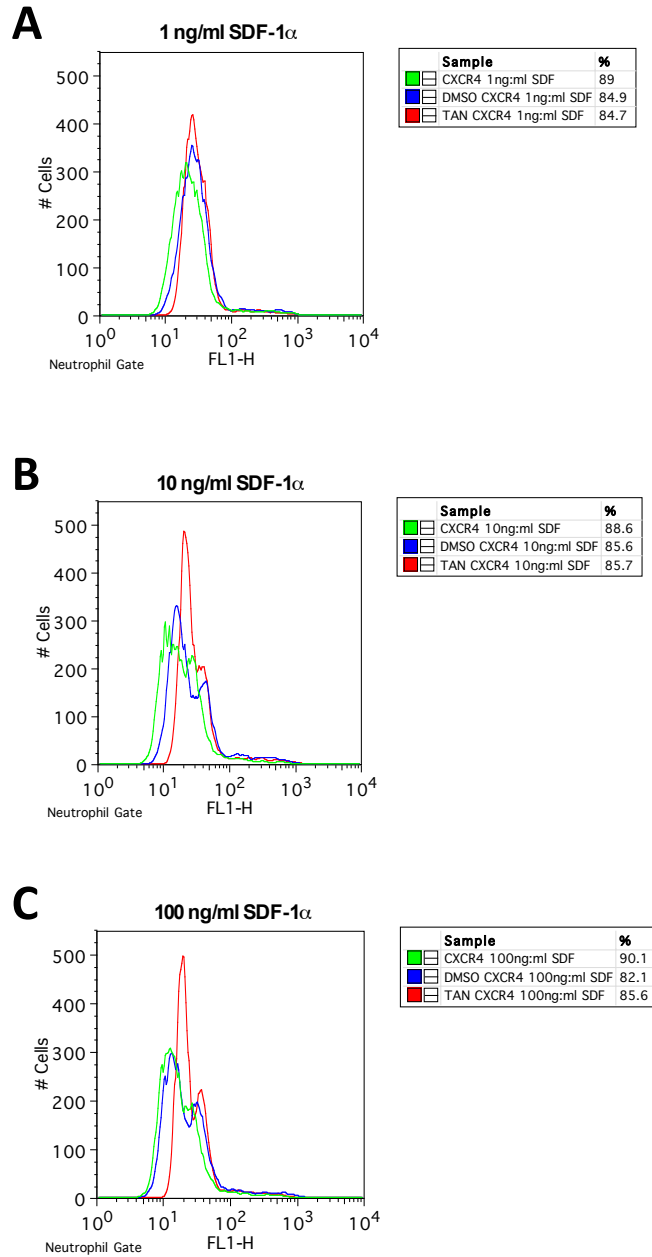 A
1 ng/ml SDF-1α
500
400
300
200
100
0
# Cells
10^0 10^1 10^2 10^3 10^4
FL1-H
Neutrophil Gate
Sample %
CXCR4 1ng:ml SDF 89
DMSO CXCR4 1ng:ml SDF 84.9
TAN CXCR4 1ng:ml SDF 84.7
B
10 ng/ml SDF-1α
500
400
300
200
100
0
# Cells
10^0 10^1 10^2 10^3 10^4
FL1-H
Neutrophil Gate
Sample %
CXCR4 10ng:ml SDF 88.6
DMSO CXCR4 10ng:ml SDF 85.6
TAN CXCR4 10ng:ml SDF 85.7
C
100 ng/ml SDF-1α
500
400
300
200
100
0
# Cells
10^0 10^1 10^2 10^3 10^4
FL1-H
Neutrophil Gate
Sample %
CXCR4 100ng:ml SDF 90.1
DMSO CXCR4 100ng:ml SDF 82.1
TAN CXCR4 100ng:ml SDF 85.6